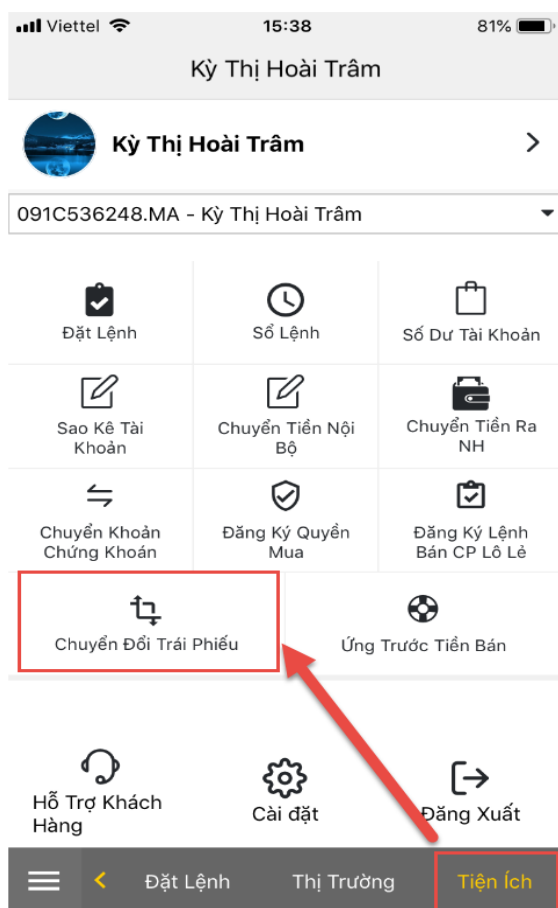 Viettel 15:38 81%
Kỳ Thị Hoài Trâm
Kỳ Thị Hoài Trâm
091C536248.MA - Kỳ Thị Hoài Trâm
Đặt Lệnh
Sổ Lệnh
Số Dư Tài Khoản
Sao Kê Tài
Khoản
Chuyển Tiền Nội
Bộ
Chuyển Tiền Ra
NH
Chuyển Khoản
Chứng Khoán
Đăng Ký Quyền
Mua
Đăng Ký Lệnh
Bán CP Lô Lẻ
Chuyển Đổi Trái Phiếu
Ứng Trước Tiền Bán
Hỗ Trợ Khách
Hàng
Cài đặt
Đăng Xuất
Đặt Lệnh Thị Trường Tiện Ích